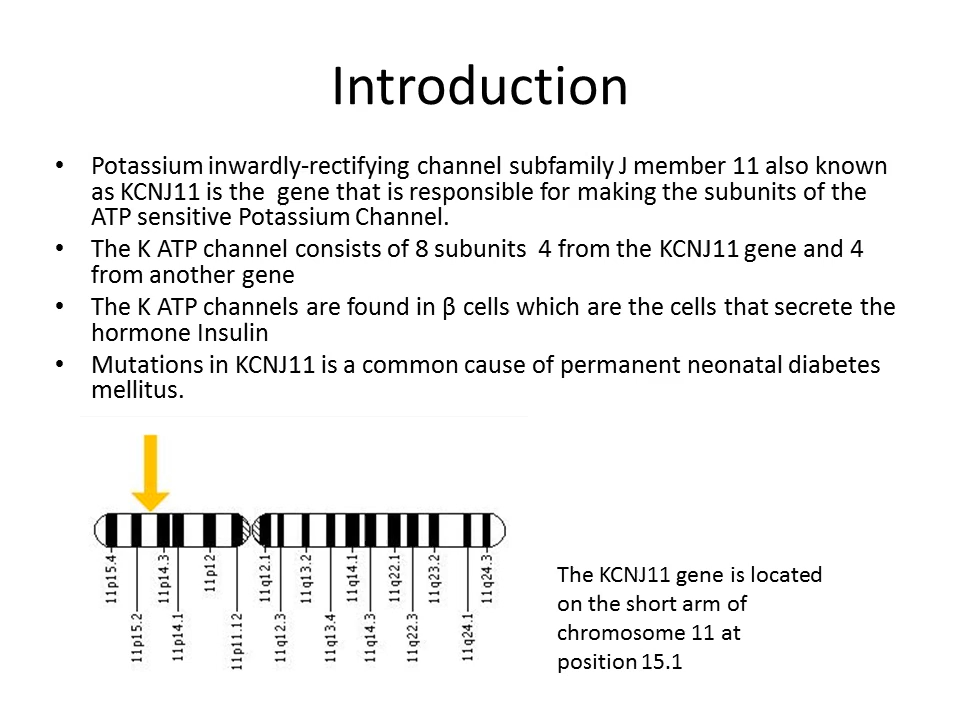 Introduction
• Potassium inwardly-rectifying channel subfamily J member 11 also known
as KCNJ11 is the  gene that is responsible for making the subunits of the
ATP sensitive Potassium Channel.
• The K ATP channel consists of 8 subunits  4 from the KCNJ11 gene and 4
from another gene
• The K ATP channels are found in β cells which are the cells that secrete the
hormone Insulin
• Mutations in KCNJ11 is a common cause of permanent neonatal diabetes
mellitus.
11p15.4
11p15.2
11p14.3
11p14.1
11p12
11p11.12
11q12.1
11q12.3
11q13.2
11q13.4
11q14.1
11q14.3
11q22.1
11q22.3
11q23.2
11q24.1
11q24.3
The KCNJ11 gene is located
on the short arm of
chromosome 11 at
position 15.1